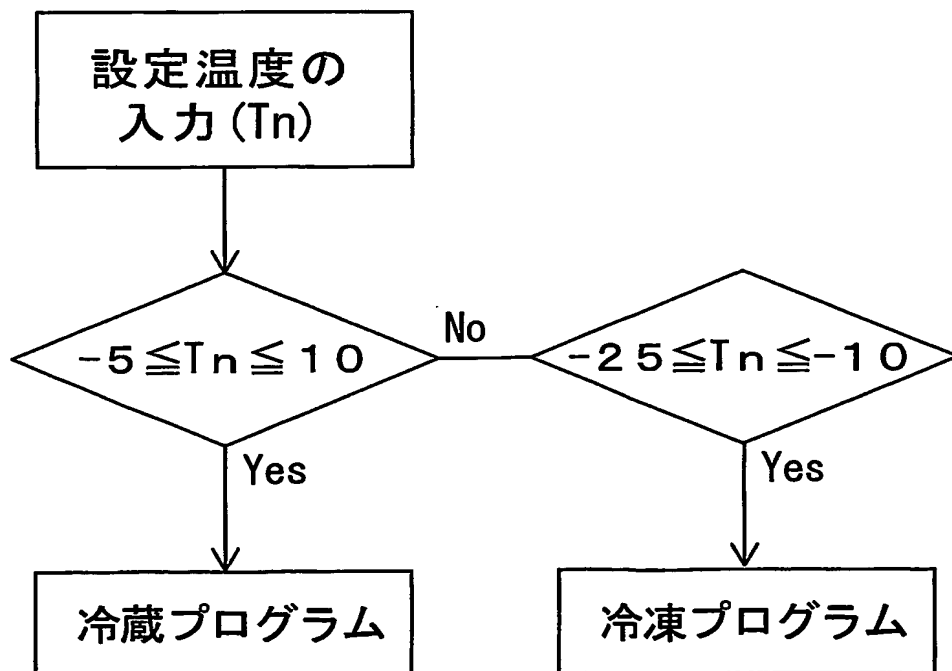 設定温度の
入力(Tn)
-5≦Tn≦10
No
-25≦Tn≦-10
Yes
Yes
冷蔵プログラム
冷凍プログラム